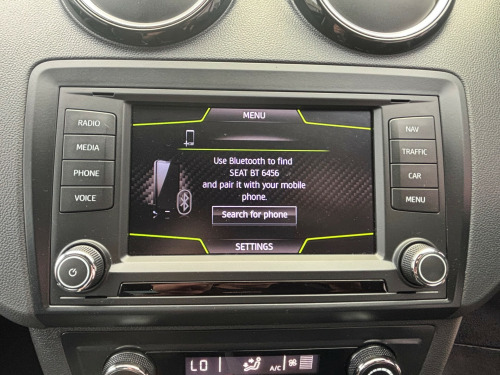 RADIO
MEDIA
PHONE
VOICE
MENU
Use Bluetooth to find
SEAT BT 6456
and pair it with your mobile
phone.
Search for phone
SETTINGS
NAV
TRAFFIC
CAR
MENU
LO
A/C